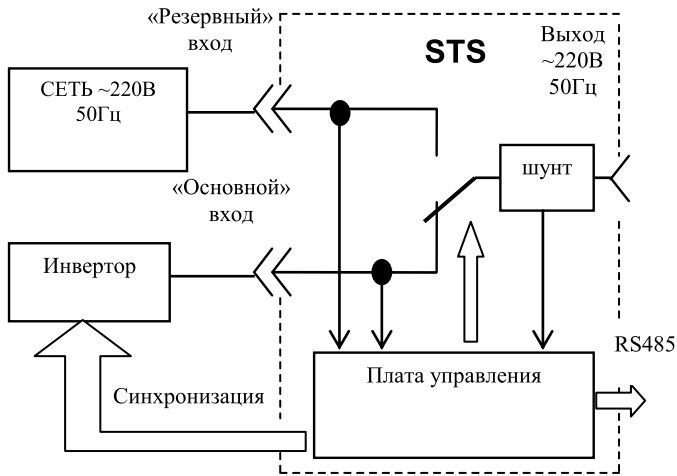 «Резервный»
вход
STS
Выход
~220В
50Гц
СЕТЬ ~220В
50Гц
шунт
«Основной»
вход
Инвертор
RS485
Плата управления
Синхронизация